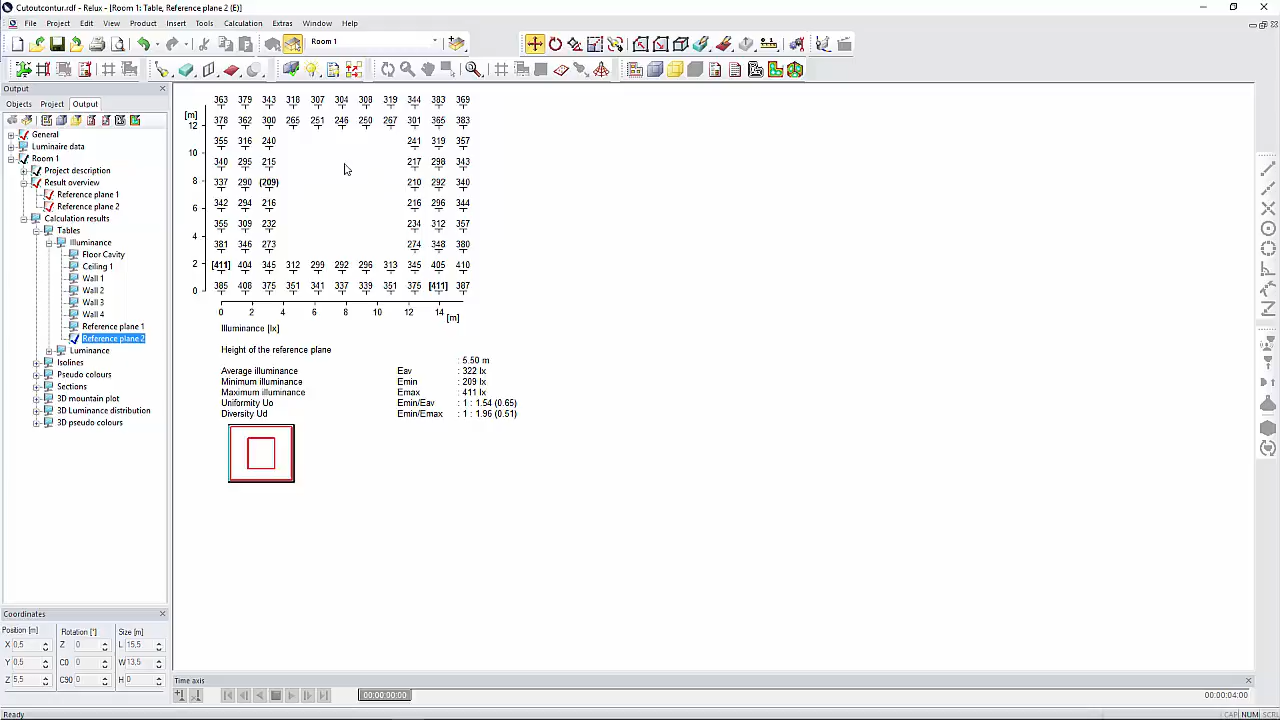 Cutoutcontur.rdf - Relux - [Room 1: Table, Reference plane 2 (E)]
File Project Edit View Product Insert Tools Calculation Extras Window Help
Room 1
Output
Objects Project Output
General
Luminaire data
Room 1
Project description
Result overview
Reference plane 1
Reference plane 2
Calculation results
Tables
Illuminance
Floor Cavity
Ceiling 1
Wall 1
Wall 2
Wall 3
Wall 4
Reference plane 1
Reference plane 2
Luminance
Isolines
Pseudo colours
Sections
3D mountain plot
3D Luminance distribution
3D pseudo colours
[m]
12
10
8
6
4
2
0
363 379 343 318 307 304 308 319 344 383 369
378 362 300 265 251 246 250 267 301 365 383
355 316 240 241 319 357
340 295 215 217 298 343
337 290 (209) 210 292 340
342 294 216 216 296 344
355 309 232 234 312 357
381 346 273 274 348 380
[411] 404 345 312 299 292 296 313 345 405 410
385 408 375 351 341 337 339 351 375 [411] 387
0 2 4 6 8 10 12 14 [m]
Illuminance [lx]
Height of the reference plane
: 5.50 m
Average illuminance Eav : 322 lx
Minimum illuminance Emin : 209 lx
Maximum illuminance Emax : 411 lx
Uniformity Uo Emin/Eav : 1 : 1.54 (0.65)
Diversity Ud Emin/Emax : 1 : 1.96 (0.51)
Coordinates
Position [m] Rotation [°] Size [m]
X 0,5 Z 0 L 15,5
Y 0,5 C0 0 W 13,5
Z 5,5 C90 0 H 0
Time axis
00:00:00:00
00:00:04:00
Ready
CAP NUM SCRL